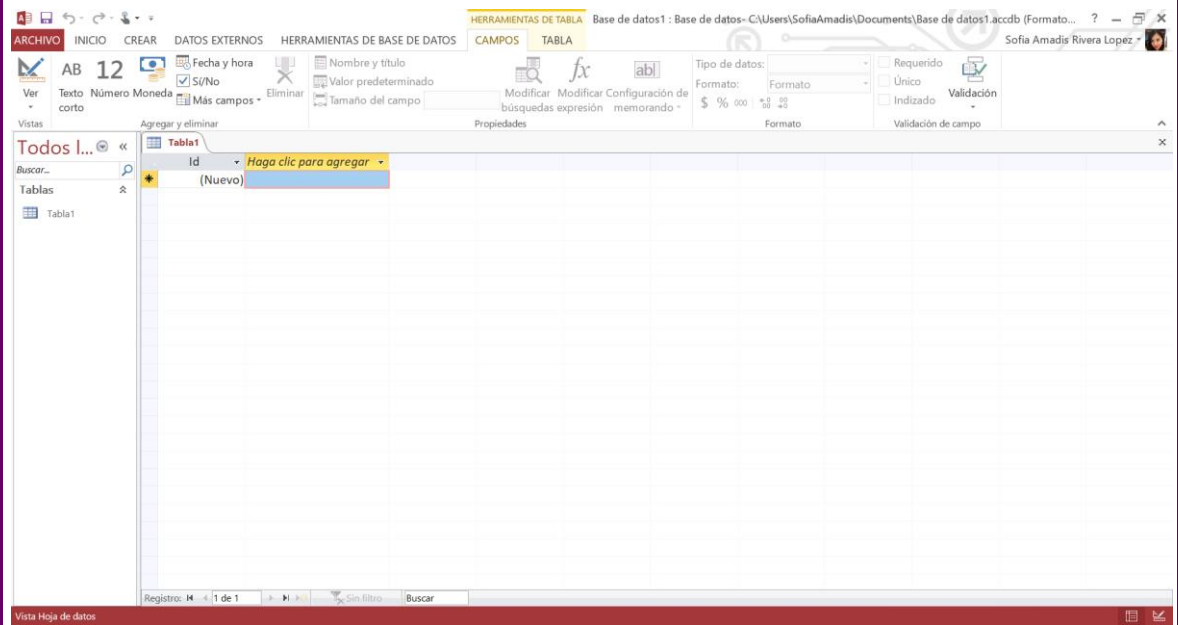 HERRAMIENTAS DE TABLA Base de datos1 : Base de datos- C:\Users\SofiaAmadis\Documents\Base de datos1.accdb (Formato... ?
ARCHIVO INICIO CREAR DATOS EXTERNOS HERRAMIENTAS DE BASE DE DATOS CAMPOS TABLA Sofia Amadis Rivera Lopez
Ver
AB
Texto corto
12
Número
Moneda
Fecha y hora
Sí/No
Más campos
Eliminar
Nombre y título
Valor predeterminado
Tamaño del campo
Modificar búsquedas
fx
Modificar expresión
ab|
Configuración de memorando
Tipo de datos:
Formato: Formato
$ % 000
Requerido
Único
Indizado
Validación
Vistas Agregar y eliminar Propiedades Formato Validación de campo
Todos l...
Buscar...
Tablas
Tabla1
Tabla1
Id Haga clic para agregar
(Nuevo)
Registro: 1 de 1 Sin filtro Buscar
Vista Hoja de datos